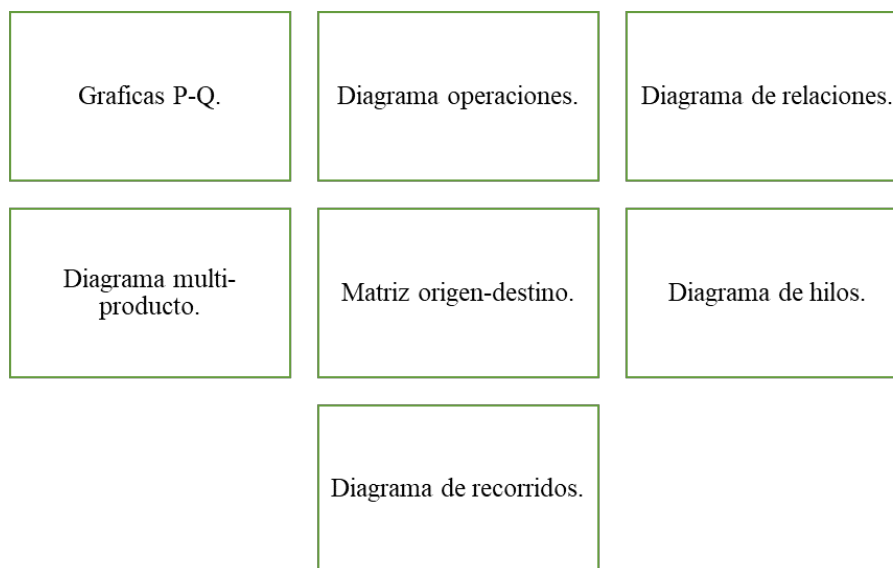 Graficas P-Q.
Diagrama operaciones.
Diagrama de relaciones.
Diagrama multi-
producto.
Matriz origen-destino.
Diagrama de hilos.
Diagrama de recorridos.